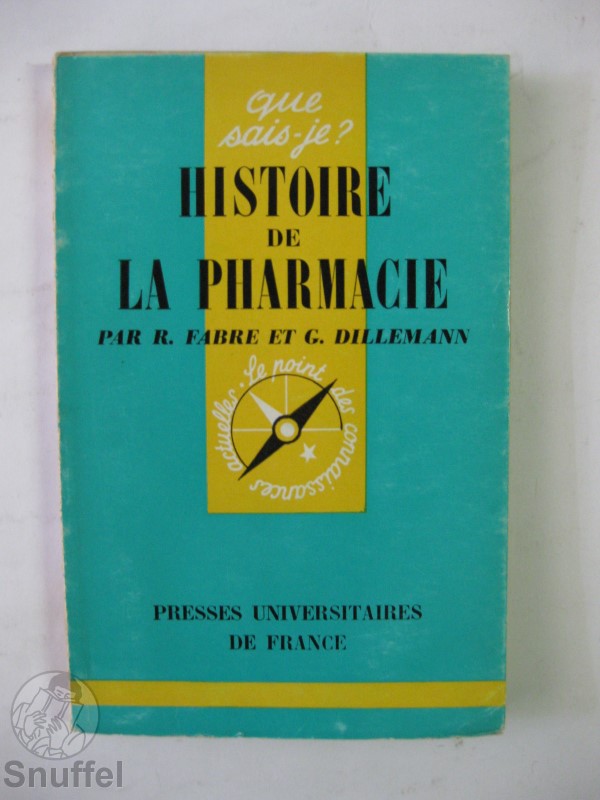 que
sais-je?
HISTOIRE
DE
LA PHARMACIE
PAR R. FABRE ET G. DILLEMANN
Le point des connaissances actuelles.
PRESSES UNIVERSITAIRES
DE FRANCE
Snuffel